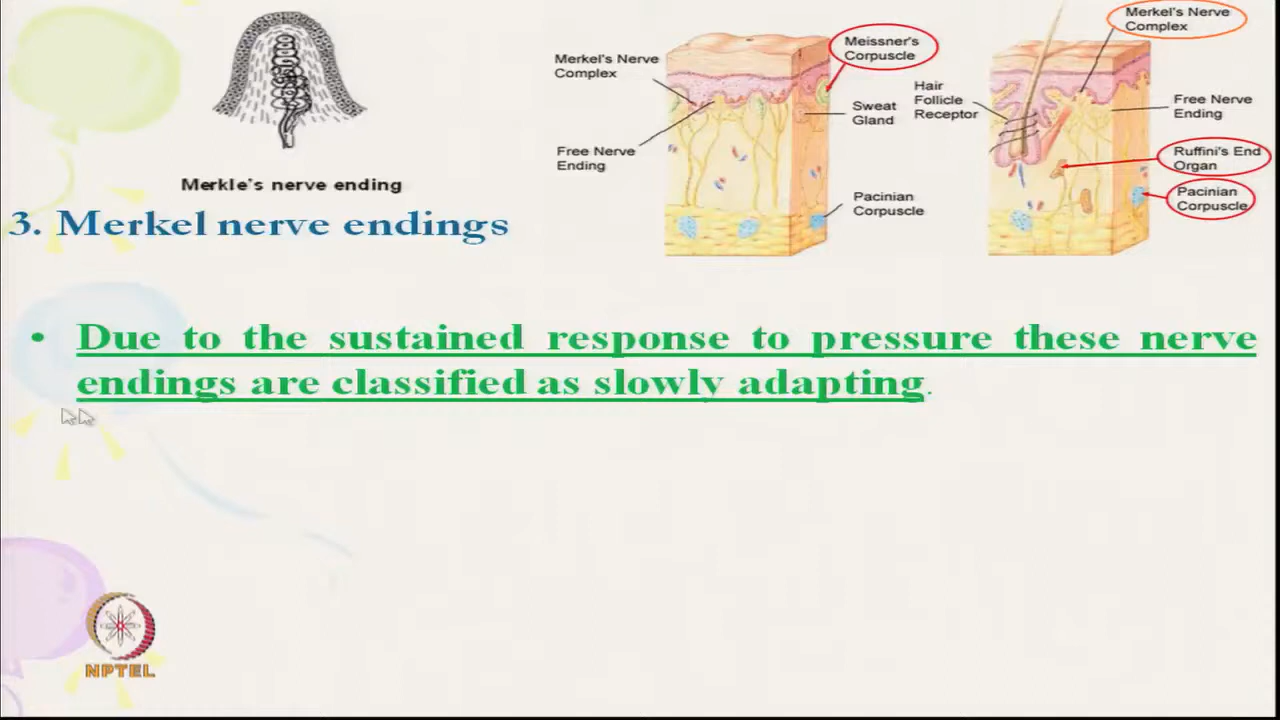 Merkle's nerve ending
Merkel's Nerve
Complex
Free Nerve
Ending
Meissner's
Corpuscle
Sweat
Gland
Pacinian
Corpuscle
Hair
Follicle
Receptor
Merkel's Nerve
Complex
Free Nerve
Ending
Ruffini's End
Organ
Pacinian
Corpuscle
3. Merkel nerve endings
• Due to the sustained response to pressure these nerve
endings are classified as slowly adapting.
NPTEL